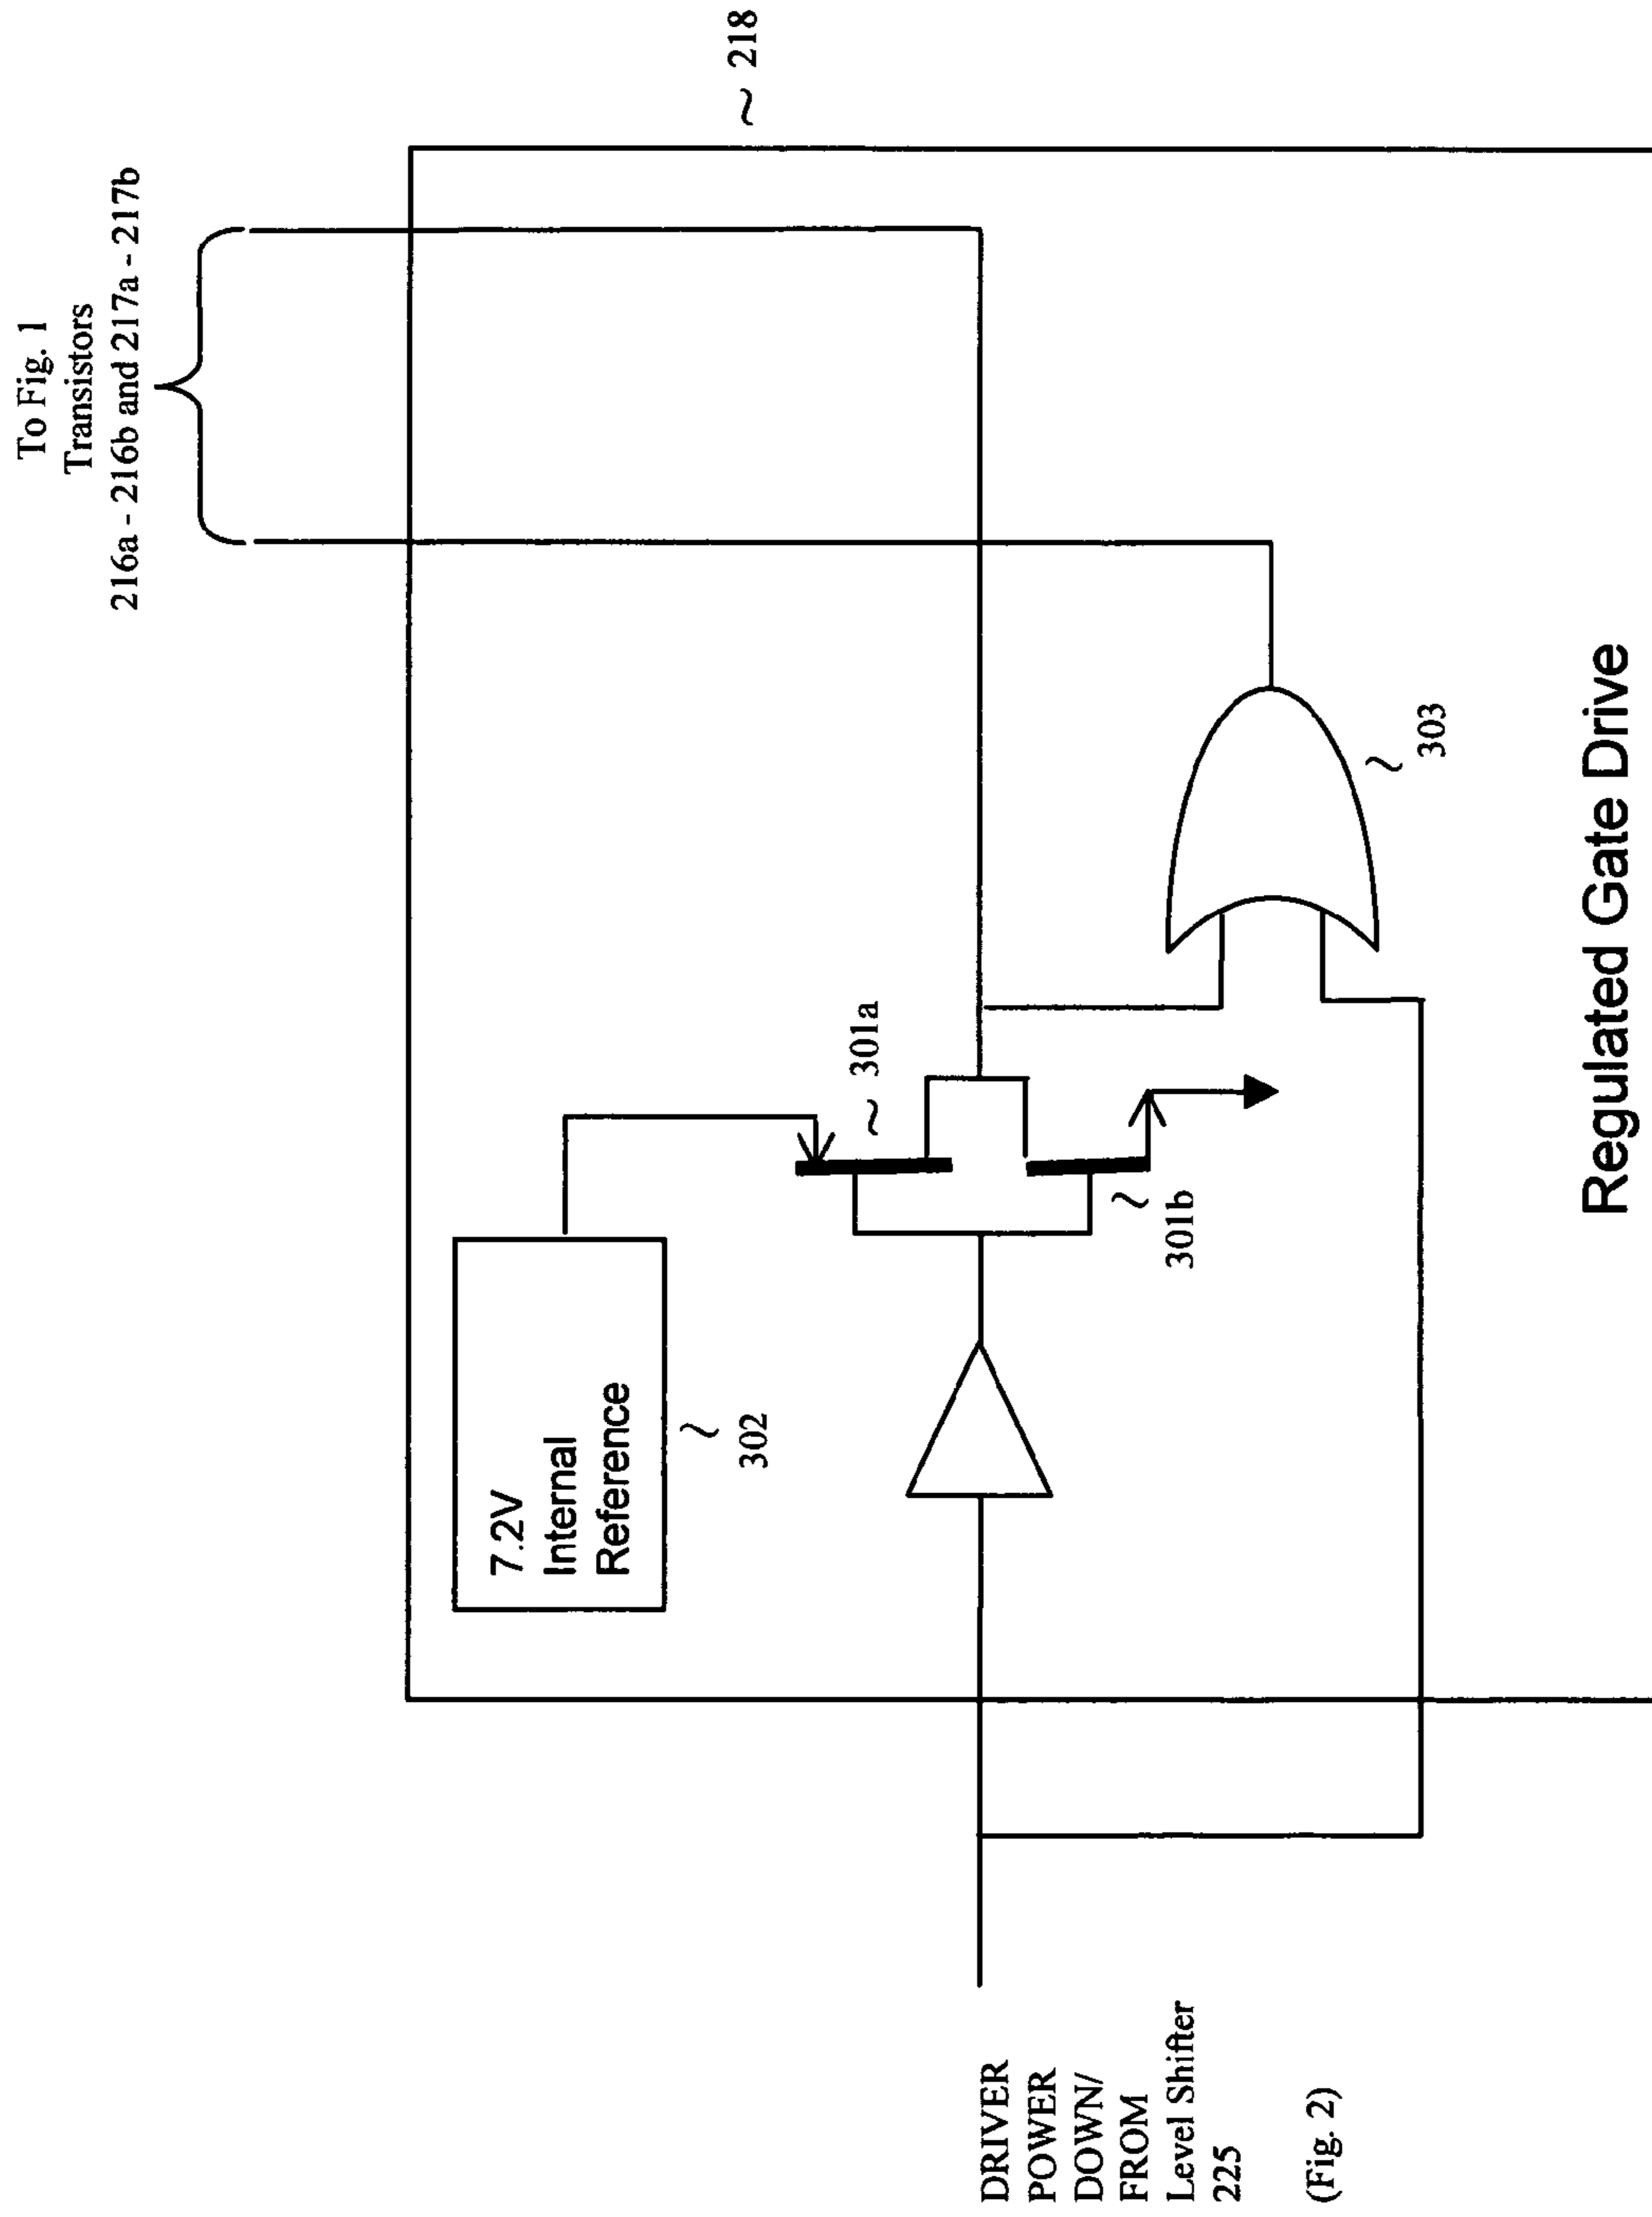 To Fig. 1
Transistors
216a - 216b and 217a - 217b
218
7.2V
Internal
Reference
302
301a
301b
303
DRIVER
POWER
DOWN/
FROM
Level Shifter
225
(Fig. 2)
Regulated Gate Drive